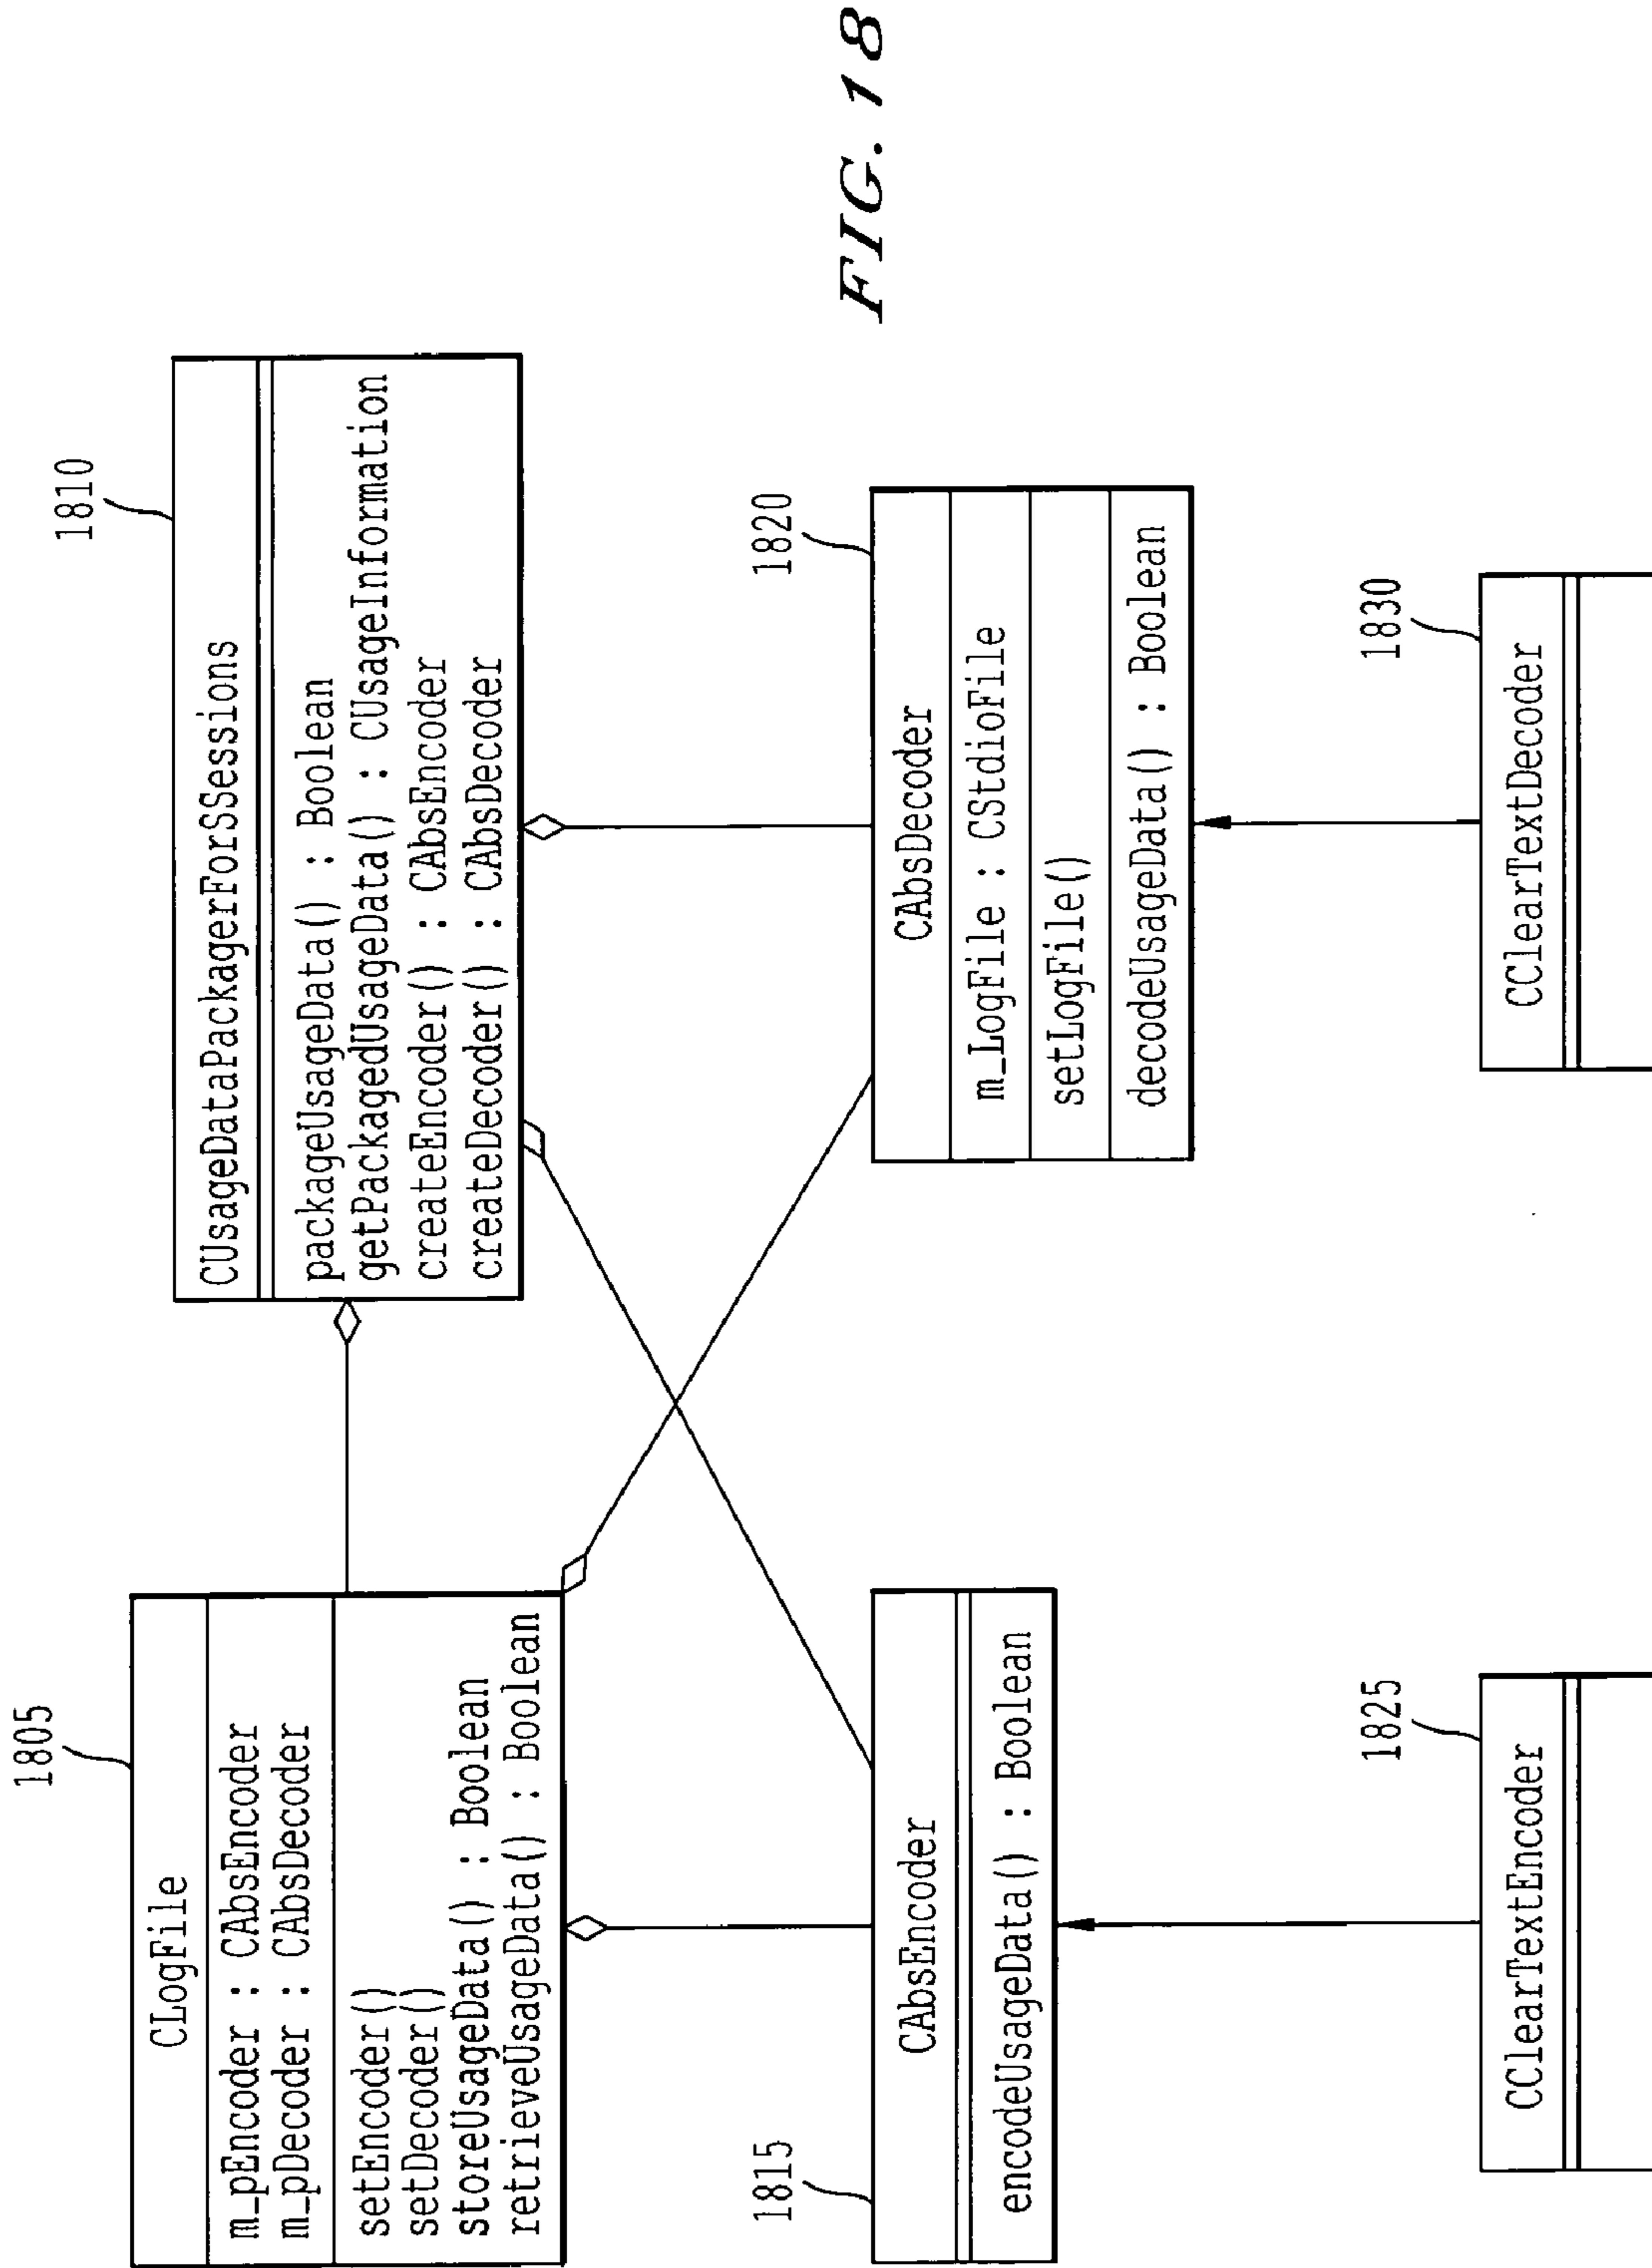 1805
CLogFile
m_pEncoder : CAbsEncoder
m_pDecoder : CAbsDecoder
setEncoder()
setDecoder()
storeUsageData() : Boolean
retrieveUsageData() : Boolean
1810
CUsageDataPackagerForSSessions
packageUsageData() : Boolean
getPackagedUsageData() : CUsageInformation
createEncoder() : CAbsEncoder
createDecoder() : CAbsDecoder
1815
CAbsEncoder
encodeUsageData() : Boolean
1820
CAbsDecoder
m_LogFile : CStdioFile
setLogFile()
decodeUsageData() : Boolean
1825
CClearTextEncoder
1830
CClearTextDecoder
FIG. 18